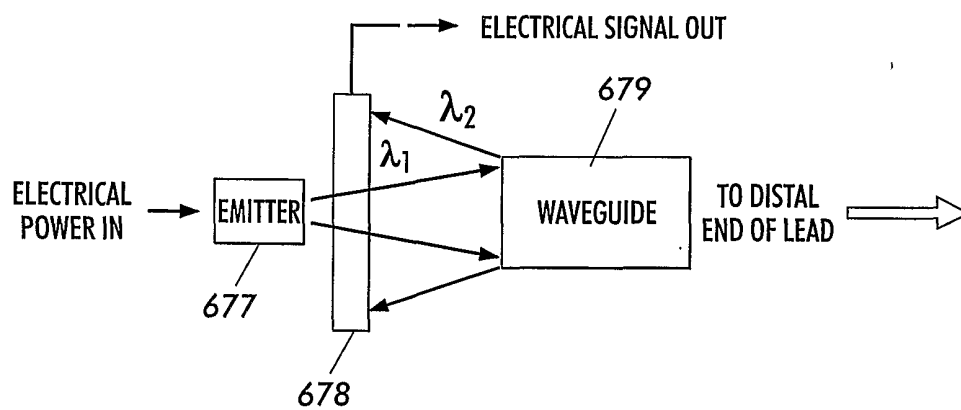 ELECTRICAL SIGNAL OUT
679
λ2
λ1
ELECTRICAL
POWER IN
EMITTER
WAVEGUIDE
TO DISTAL
END OF LEAD
677
678